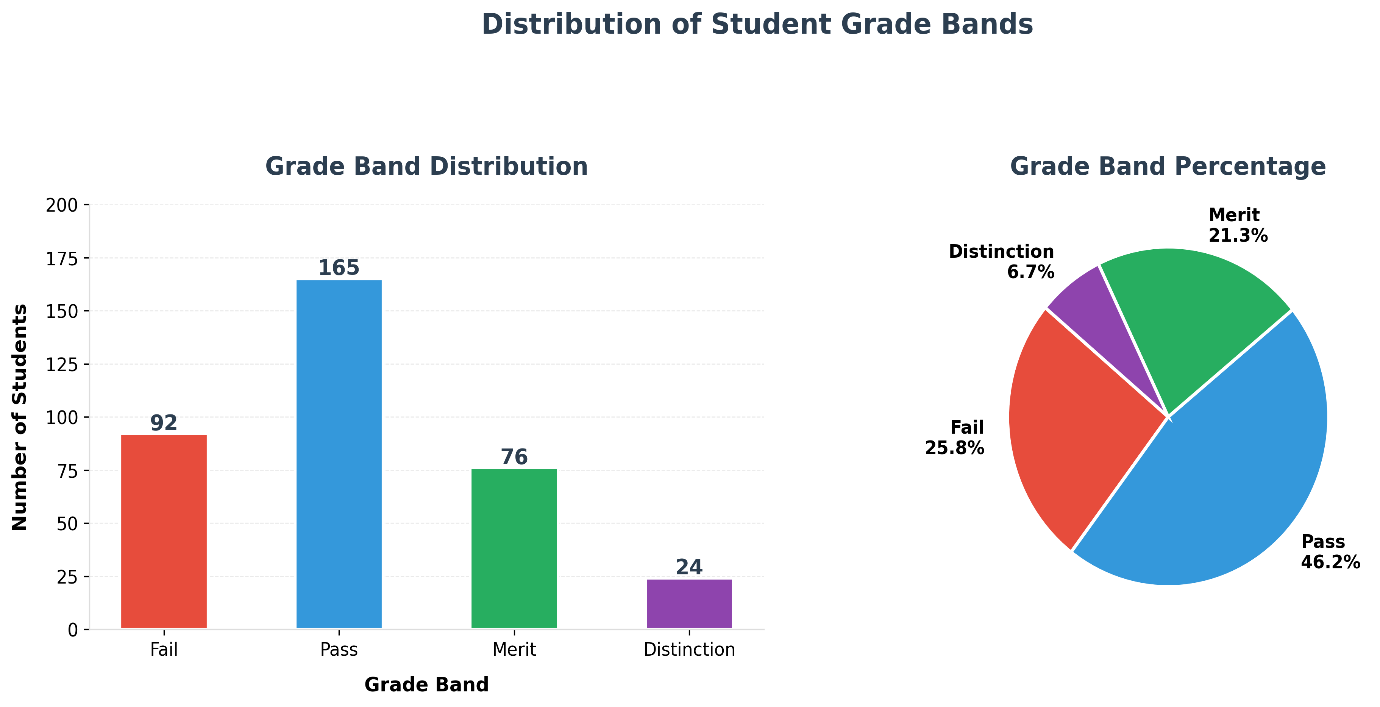 Distribution of Student Grade Bands
Grade Band Distribution
200
175
150
125
100
75
50
25
0
Number of Students
92
165
76
24
Fail
Pass
Merit
Distinction
Grade Band
Grade Band Percentage
Merit
21.3%
Distinction
6.7%
Fail
25.8%
Pass
46.2%